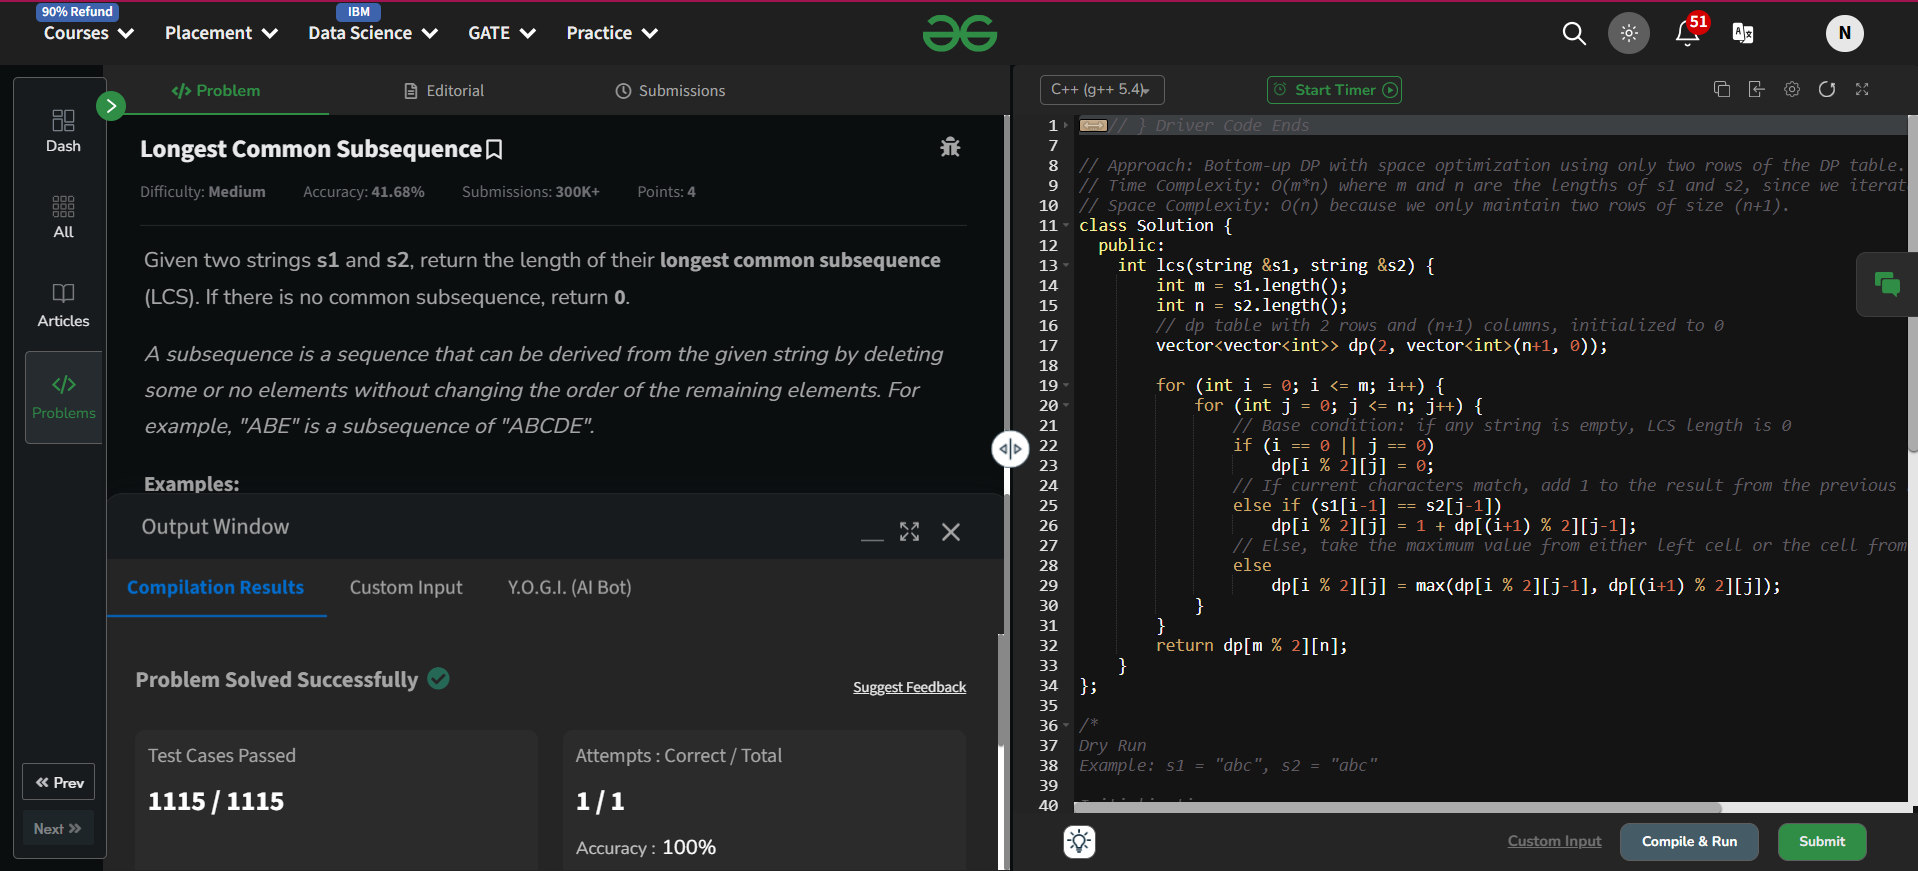 90% Refund
IBM
Courses
Placement
Data Science
GATE
Practice
51
N
Dash
All
Articles
Problems
Prev
Next
Problem
Editorial
Submissions
Longest Common Subsequence
Difficulty: Medium Accuracy: 41.68% Submissions: 300K+ Points: 4
Given two strings s1 and s2, return the length of their longest common subsequence
(LCS). If there is no common subsequence, return 0.
A subsequence is a sequence that can be derived from the given string by deleting
some or no elements without changing the order of the remaining elements. For
example, "ABE" is a subsequence of "ABCDE".
Examples:
Output Window
Compilation Results
Custom Input
Y.O.G.I. (AI Bot)
Problem Solved Successfully
Suggest Feedback
Test Cases Passed
1115 / 1115
Attempts : Correct / Total
1 / 1
Accuracy : 100%
C++ (g++ 5.4)
Start Timer
1 // } Driver Code Ends
7
8 // Approach: Bottom-up DP with space optimization using only two rows of the DP table.
9 // Time Complexity: O(m*n) where m and n are the lengths of s1 and s2, since we iterat
10 // Space Complexity: O(n) because we only maintain two rows of size (n+1).
11 class Solution {
12 public:
13 int lcs(string &s1, string &s2) {
14 int m = s1.length();
15 int n = s2.length();
16 // dp table with 2 rows and (n+1) columns, initialized to 0
17 vector<vector<int>> dp(2, vector<int>(n+1, 0));
18
19 for (int i = 0; i <= m; i++) {
20 for (int j = 0; j <= n; j++) {
21 // Base condition: if any string is empty, LCS length is 0
22 if (i == 0 || j == 0)
23 dp[i % 2][j] = 0;
24 // If current characters match, add 1 to the result from the previous
25 else if (s1[i-1] == s2[j-1])
26 dp[i % 2][j] = 1 + dp[(i+1) % 2][j-1];
27 // Else, take the maximum value from either left cell or the cell from
28 else
29 dp[i % 2][j] = max(dp[i % 2][j-1], dp[(i+1) % 2][j]);
30 }
31 }
32 return dp[m % 2][n];
33 }
34 };
35
36 /*
37 Dry Run
38 Example: s1 = "abc", s2 = "abc"
39
40
Custom Input
Compile & Run
Submit